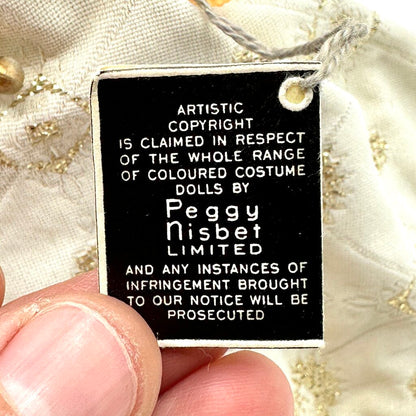 ARTISTIC
COPYRIGHT
IS CLAIMED IN RESPECT
OF THE WHOLE RANGE
OF COLOURED COSTUME
DOLLS BY
Peggy
Nisbet
LIMITED
AND ANY INSTANCES OF
INFRINGEMENT BROUGHT
TO OUR NOTICE WILL BE
PROSECUTED